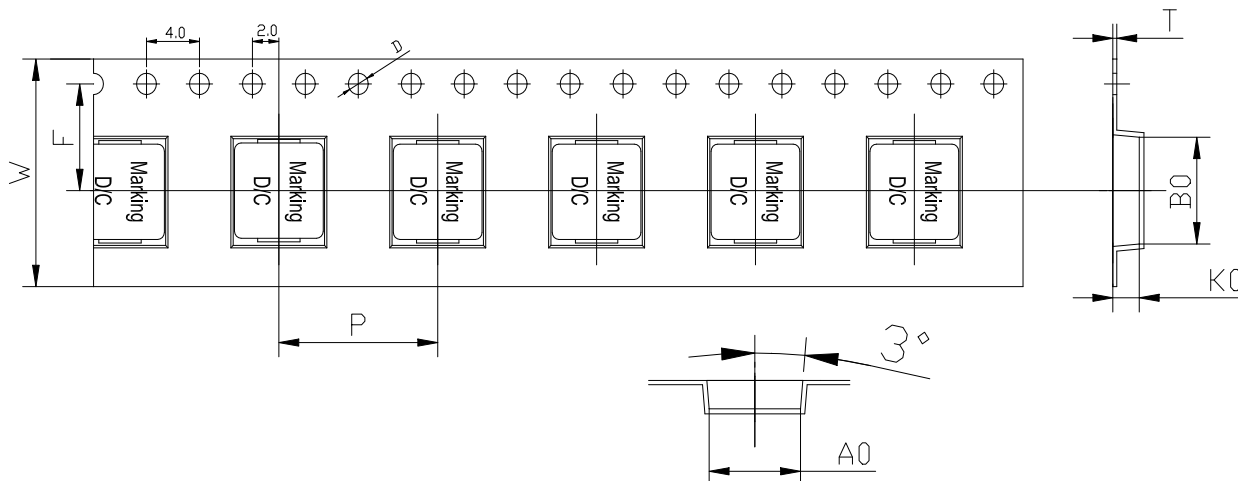 4.0
2.0
D
T
F
W
Marking
D/C
Marking
D/C
Marking
D/C
Marking
D/C
Marking
D/C
Marking
D/C
B0
K0
P
3°
A0